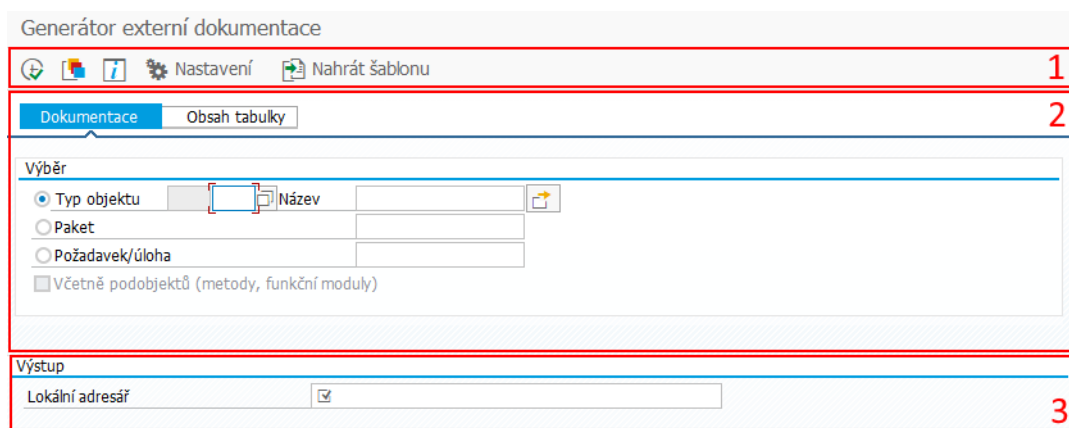 Generátor externí dokumentace
Nastavení Nahrát šablonu 1
Dokumentace Obsah tabulky 2
Výběr
Typ objektu Název
Paket
Požadavek/úloha
Včetně podobjektů (metody, funkční moduly)
Výstup
Lokální adresář
3